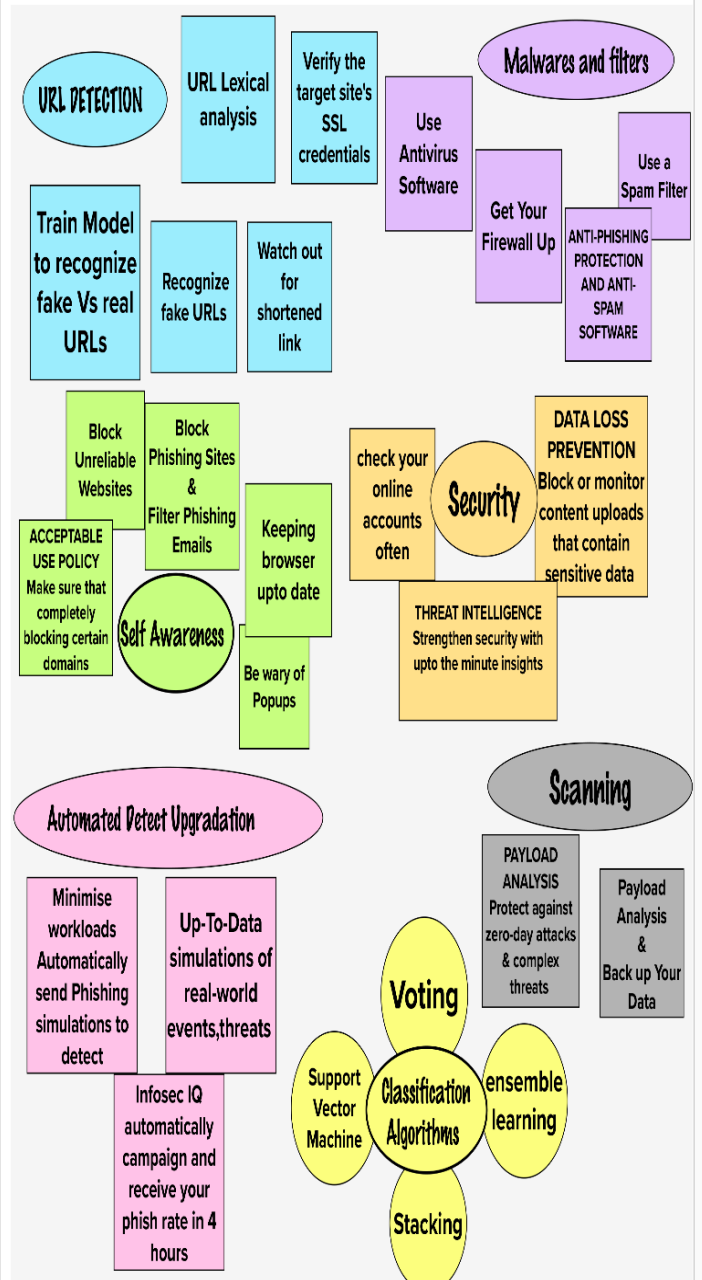 URL DETECTION
URL Lexical
analysis
Verify the
target site's
SSL
credentials
Train Model
to recognize
fake Vs real
URLs
Recognize
fake URLs
Watch out
for
shortened
link
Malwares and filters
Use
Antivirus
Software
Get Your
Firewall Up
Use a
Spam Filter
ANTI-PHISHING
PROTECTION
AND ANTI-
SPAM
SOFTWARE
Block
Unreliable
Websites
Block
Phishing Sites
&
Filter Phishing
Emails
ACCEPTABLE
USE POLICY
Make sure that
completely
blocking certain
domains
Self Awareness
Keeping
browser
upto date
Be wary of
Popups
check your
online
accounts
often
Security
DATA LOSS
PREVENTION
Block or monitor
content uploads
that contain
sensitive data
THREAT INTELLIGENCE
Strengthen security with
upto the minute insights
Automated Detect Upgradation
Minimise
workloads
Automatically
send Phishing
simulations to
detect
Up-To-Data
simulations of
real-world
events,threats
Infosec IQ
automatically
campaign and
receive your
phish rate in 4
hours
Scanning
PAYLOAD
ANALYSIS
Protect against
zero-day attacks
& complex
threats
Payload
Analysis
&
Back up Your
Data
Voting
Support
Vector
Machine
Classification
Algorithms
ensemble
learning
Stacking